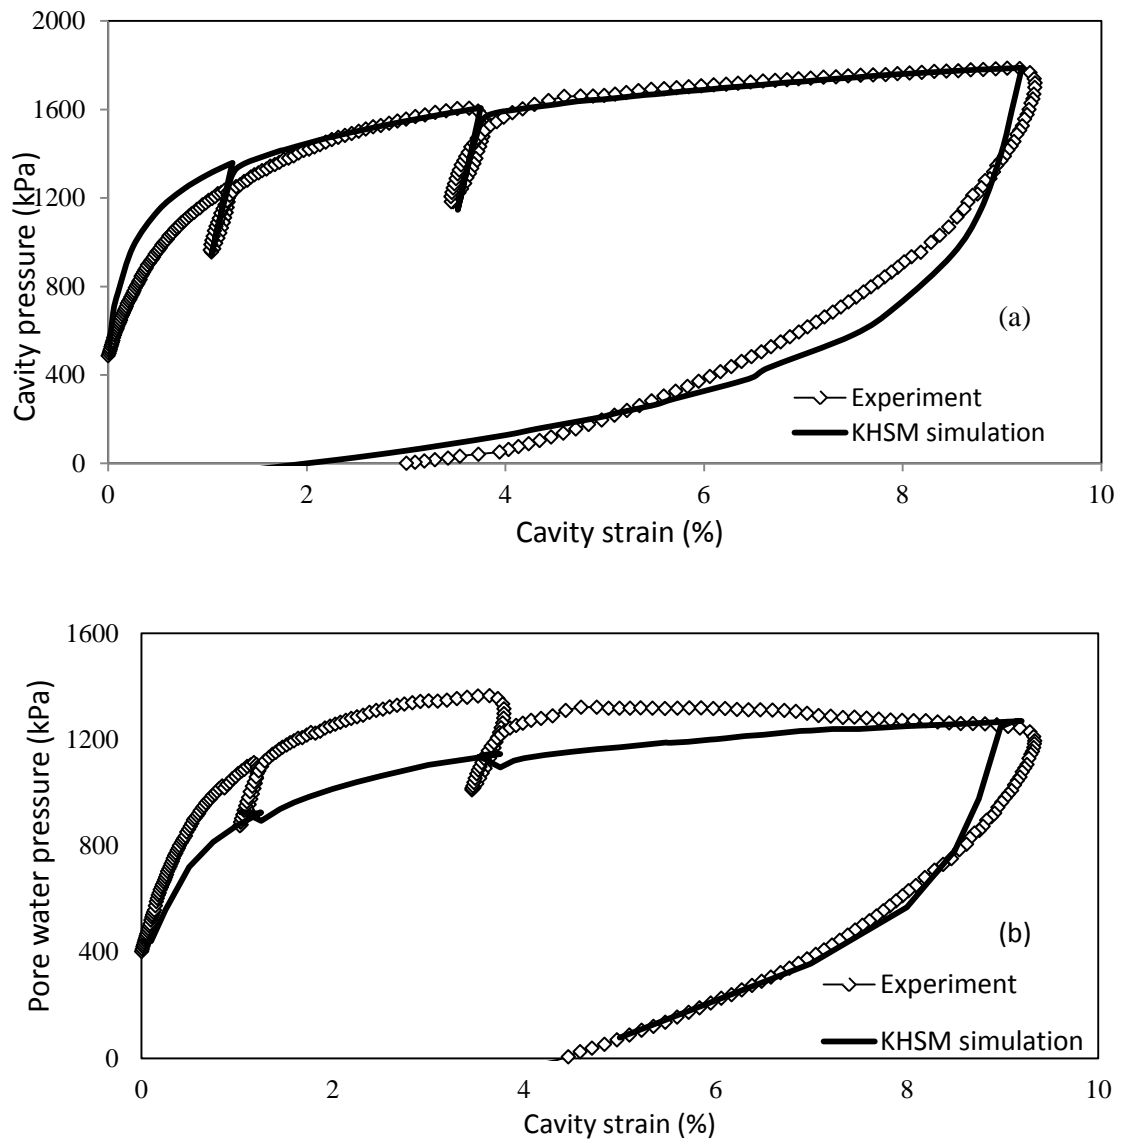 2000
1600
1200
800
400
0
Cavity pressure (kPa)
(a)
Experiment
KHSM simulation
0 2 4 6 8 10
Cavity strain (%)
1600
1200
800
400
0
Pore water pressure (kPa)
(b)
Experiment
KHSM simulation
0 2 4 6 8 10
Cavity strain (%)